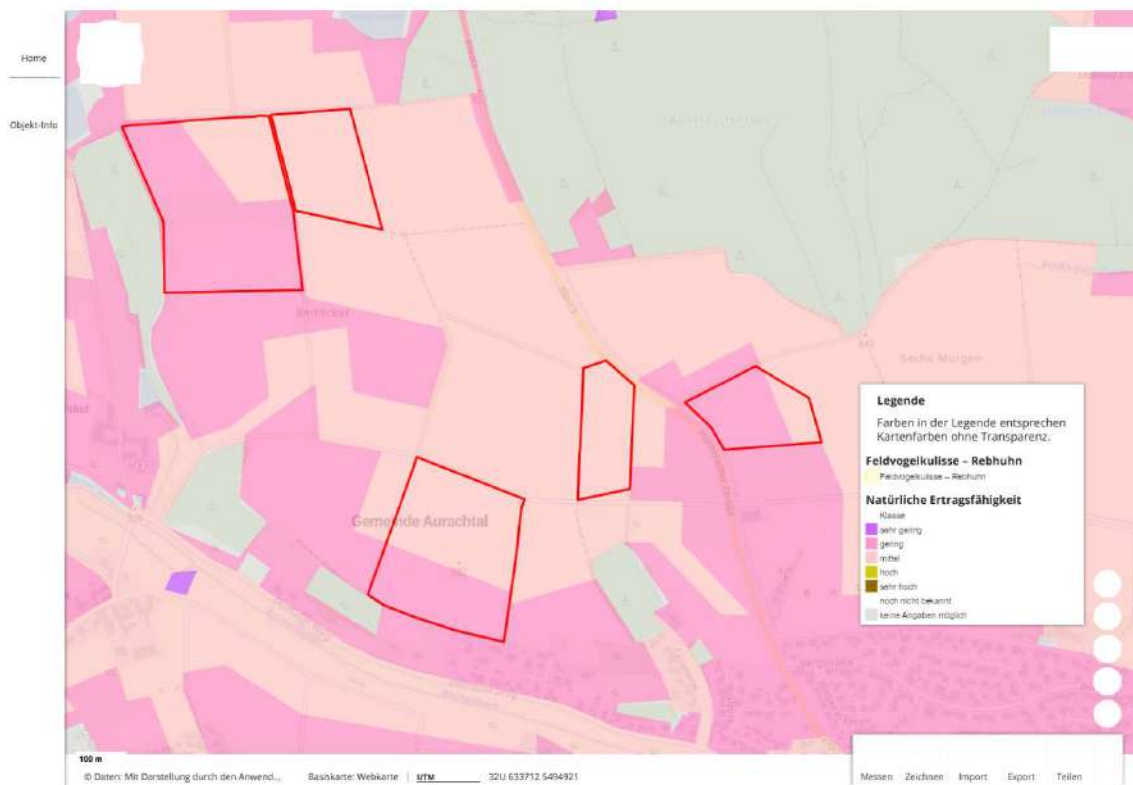 Home
Objekt-Info
Sechs Morgen
Gemeinde Aurachtal
Legende
Farben in der Legende entsprechen
Kartenfarben ohne Transparenz.
Feldvogelkulisse – Rebhuhn
Feldvogelkulisse – Rebhuhn
Natürliche Ertragsfähigkeit
Klasse
sehr gering
gering
mittel
hoch
sehr hoch
noch nicht bekannt
keine Angaben möglich
100 m
© Daten: Mit Darstellung durch den Anwend...
Basiskarte: Webkarte
UTM
32U 633712 5494921
Messen Zeichnen Import Export Teilen